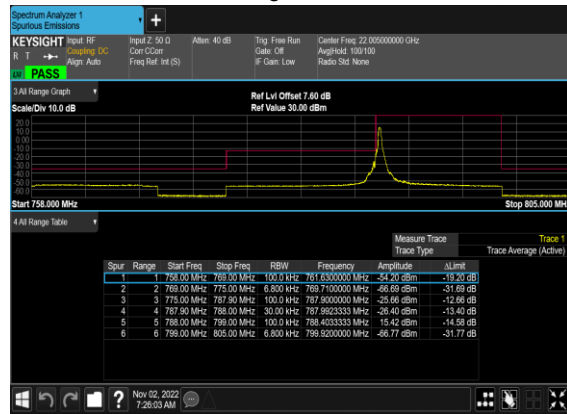 Spectrum Analyzer 1
Spurious Emissions
+
KEYSIGHT Input: RF Input Z: 50 Ω Atten: 40 dB Trig: Free Run Center Freq: 22.005000000 GHz
R T Coupling: DC Corr CCorr Gate: Off Avg|Hold: 100/100
Align: Auto Freq Ref: Int (S) IF Gain: Low Radio Std: None
PASS
3 All Range Graph Ref Lvl Offset 7.60 dB
Scale/Div 10.0 dB Ref Value 30.00 dBm
20.0
10.0
0.00
-10.0
-20.0
-30.0
-40.0
-50.0
-60.0
Start 758.000 MHz Stop 805.000 MHz
4 All Range Table
Measure Trace Trace 1
Trace Type Trace Average (Active)
Spur Range Start Freq Stop Freq RBW Frequency Amplitude ΔLimit
1 1 758.00 MHz 769.00 MHz 100.0 kHz 761.6300000 MHz -54.20 dBm -19.20 dB
2 2 769.00 MHz 775.00 MHz 6.800 kHz 769.7100000 MHz -66.69 dBm -31.69 dB
3 3 775.00 MHz 787.90 MHz 100.0 kHz 787.9000000 MHz -25.66 dBm -12.66 dB
4 4 787.90 MHz 788.00 MHz 30.00 kHz 787.9923333 MHz -26.40 dBm -13.40 dB
5 5 788.00 MHz 799.00 MHz 100.0 kHz 788.4033333 MHz 15.42 dBm -14.58 dB
6 6 799.00 MHz 805.00 MHz 6.800 kHz 799.9200000 MHz -66.77 dBm -31.77 dB
? Nov 02, 2022
7:26:03 AM